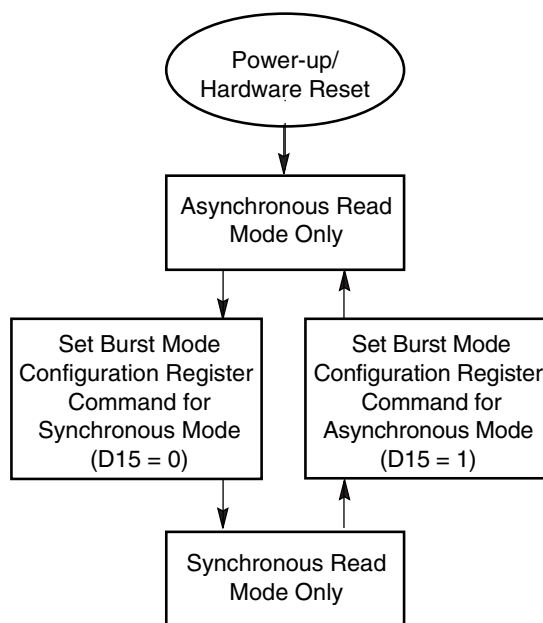 Power-up/
Hardware Reset
Asynchronous Read
Mode Only
Set Burst Mode
Configuration Register
Command for
Synchronous Mode
(D15 = 0)
Set Burst Mode
Configuration Register
Command for
Asynchronous Mode
(D15 = 1)
Synchronous Read
Mode Only